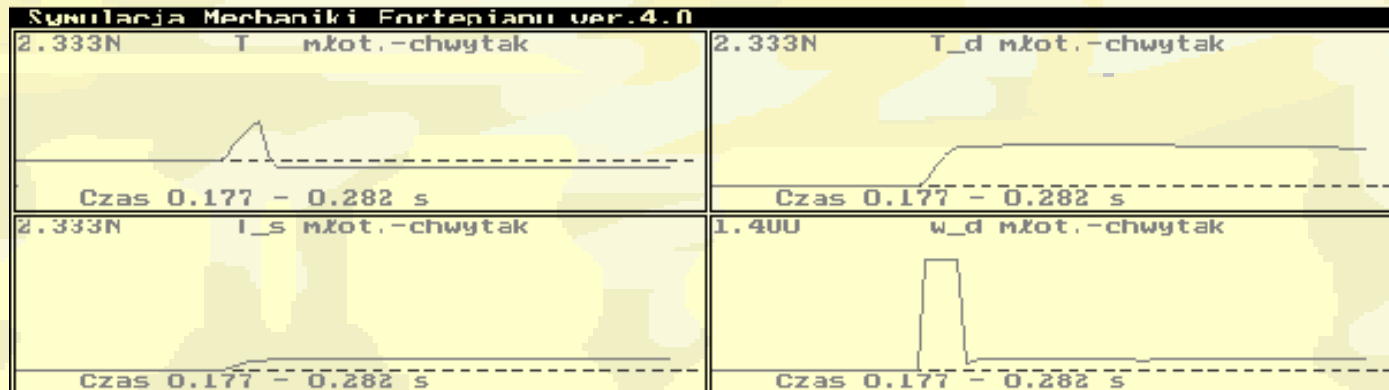 Symulacja Mechaniki Fortepianu ver.4.0
2.333N T młot.-chwytak
Czas 0.177 - 0.282 s
2.333N T_d młot.-chwytak
Czas 0.177 - 0.282 s
2.333N T_s młot.-chwytak
Czas 0.177 - 0.282 s
1.400 w_d młot.-chwytak
Czas 0.177 - 0.282 s